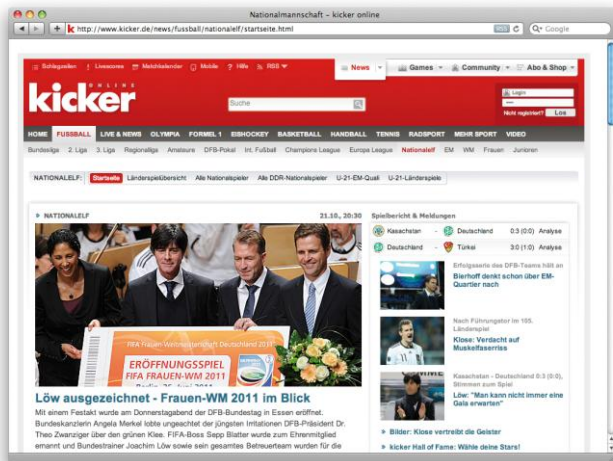 Nationalmannschaft – kicker online
http://www.kicker.de/news/fussball/nationalelf/startseite.html
RSS
Google
Schlagzeilen Livescores Matchkalender Mobile Hilfe RSS News Games Community Abo & Shop
ONLINE
kicker
Suche
Login
Nicht registriert? Los
HOME FUSSBALL LIVE & NEWS OLYMPIA FORMEL 1 EISHOCKEY BASKETBALL HANDBALL TENNIS RADSPORT MEHR SPORT VIDEO
Bundesliga 2. Liga 3. Liga Regionalliga Amateure DFB-Pokal Int. Fußball Champions League Europa League Nationalelf EM WM Frauen Junioren
NATIONALELF: Startseite Länderspielübersicht Alle Nationalspieler Alle DDR-Nationalspieler U-21-EM-Quali U-21-Länderspiele
NATIONALELF 21.10., 20:30
FIFA Frauen-Weltmeisterschaft Deutschland 2011
ERÖFFNUNGSSPIEL
FIFA FRAUEN-WM 2011
Berlin, 26. Juni 2011
Löw ausgezeichnet - Frauen-WM 2011 im Blick
Mit einem Festakt wurde am Donnerstagabend der DFB-Bundestag in Essen eröffnet.
Bundeskanzlerin Angela Merkel lobte ungeachtet der jüngsten Irritationen DFB-Präsident Dr.
Theo Zwanziger über den grünen Klee. FIFA-Boss Sepp Blatter wurde zum Ehrenmitglied
ernannt und Bundestrainer Joachim Löw sowie sein gesamtes Betreuerteam wurden für die
Spielbericht & Meldungen
Kasachstan - Deutschland 0:3 (0:0) Analyse
Deutschland - Türkei 3:0 (1:0) Analyse
Erfolgsserie des DFB-Teams hält an
Bierhoff denkt schon über EM-
Quartier nach
Nach Führungstor im 105.
Länderspiel
Klose: Verdacht auf
Muskelfaserriss
Kasachstan - Deutschland 0:3 (0:0),
Stimmen zum Spiel
Löw: "Man kann nicht immer eine
Gala erwarten"
Bilder: Klose vertreibt die Geister
kicker Hall of Fame: Wähle deine Stars!